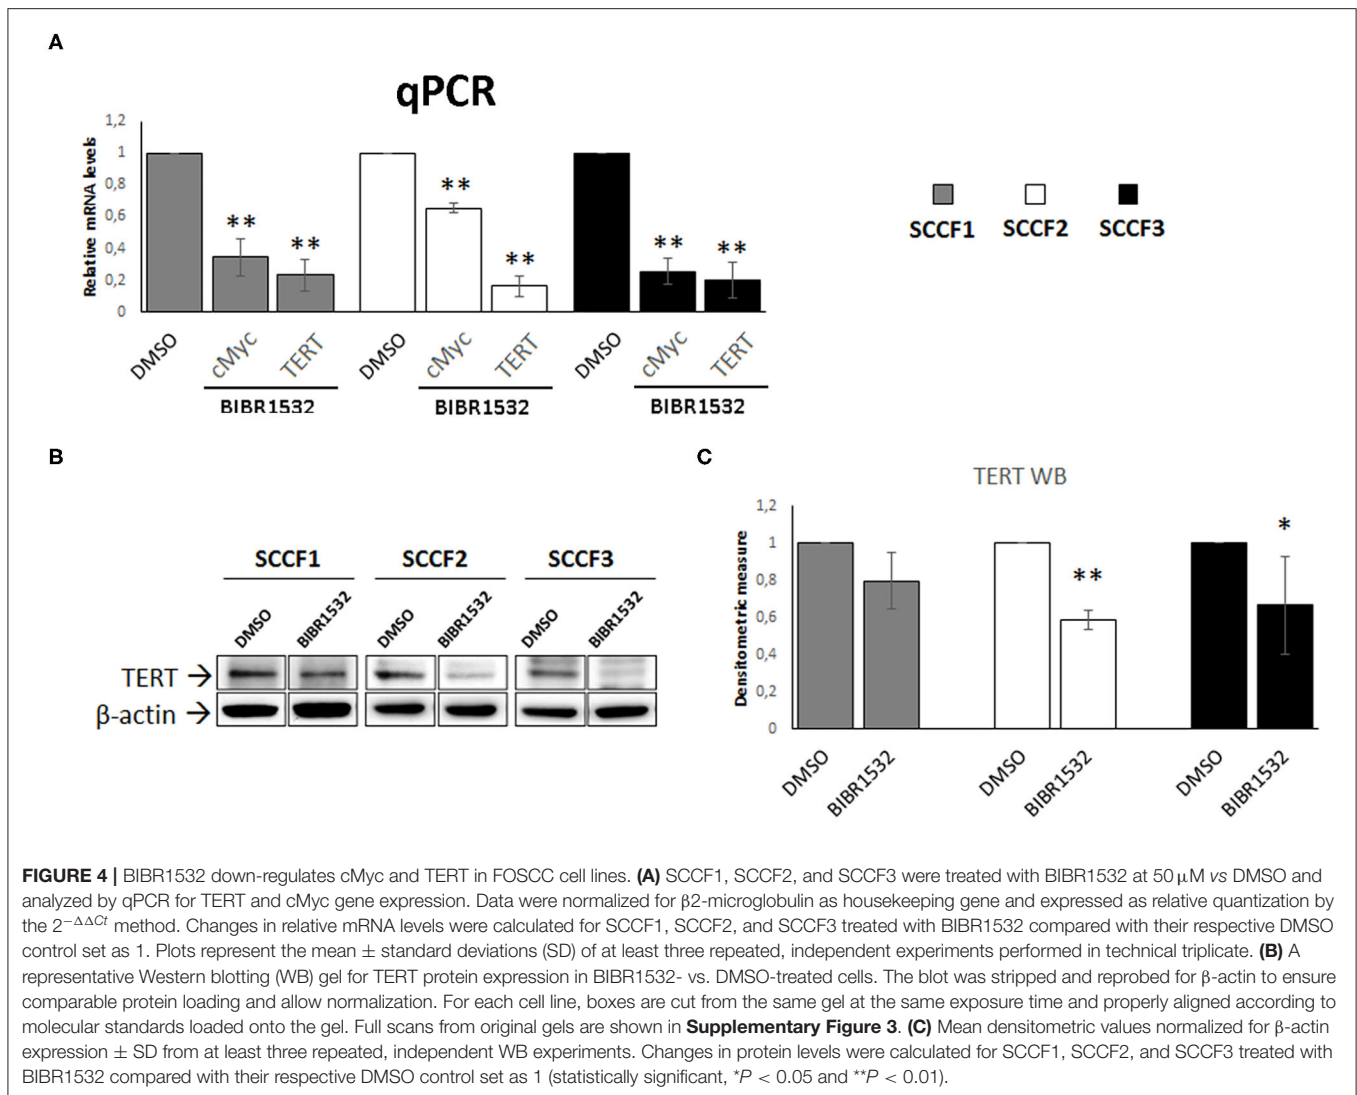 A
qPCR
Relative mRNA levels
1,2
1
0,8
0,6
0,4
0,2
0
** ** ** ** ** **
DMSO cMyc TERT DMSO cMyc TERT DMSO cMyc TERT
BIBR1532 BIBR1532 BIBR1532
SCCF1 SCCF2 SCCF3
B
SCCF1 SCCF2 SCCF3
DMSO BIBR1532 DMSO BIBR1532 DMSO BIBR1532
TERT →
β-actin →
C
TERT WB
Densitometric measure
1,2
1
0,8
0,6
0,4
0,2
0
** *
DMSO BIBR1532 DMSO BIBR1532 DMSO BIBR1532
FIGURE 4 | BIBR1532 down-regulates cMyc and TERT in FOSCC cell lines. (A) SCCF1, SCCF2, and SCCF3 were treated with BIBR1532 at 50 μM vs DMSO and
analyzed by qPCR for TERT and cMyc gene expression. Data were normalized for β2-microglobulin as housekeeping gene and expressed as relative quantization by
the 2^−ΔΔCt method. Changes in relative mRNA levels were calculated for SCCF1, SCCF2, and SCCF3 treated with BIBR1532 compared with their respective DMSO
control set as 1. Plots represent the mean ± standard deviations (SD) of at least three repeated, independent experiments performed in technical triplicate. (B) A
representative Western blotting (WB) gel for TERT protein expression in BIBR1532- vs. DMSO-treated cells. The blot was stripped and reprobed for β-actin to ensure
comparable protein loading and allow normalization. For each cell line, boxes are cut from the same gel at the same exposure time and properly aligned according to
molecular standards loaded onto the gel. Full scans from original gels are shown in Supplementary Figure 3. (C) Mean densitometric values normalized for β-actin
expression ± SD from at least three repeated, independent WB experiments. Changes in protein levels were calculated for SCCF1, SCCF2, and SCCF3 treated with
BIBR1532 compared with their respective DMSO control set as 1 (statistically significant, *P < 0.05 and **P < 0.01).